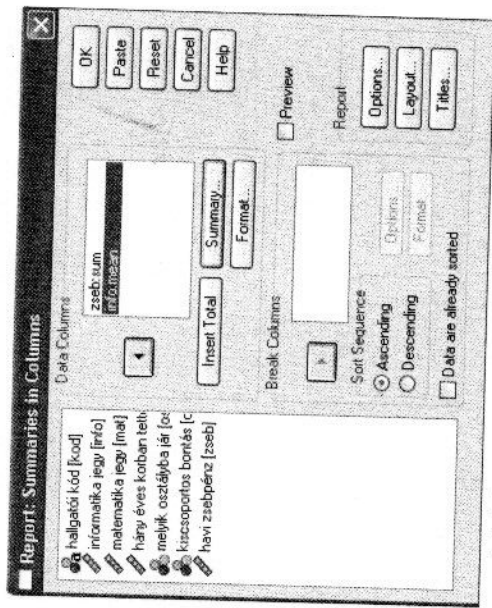 Report: Summaries in Columns
hallgatói kód [kod]
informatika jegy [info]
matematika jegy [mat]
hány éves korban teth
melyik osztályba jár [os
kiscsoportos bontás [c
havi zsebpénz [zseb]
Data Columns
zseb:sum
info:mean
Insert Total
Summary...
Format...
Break Columns
Sort Sequence
Ascending
Descending
Data are already sorted
Options...
Format...
OK
Paste
Reset
Cancel
Help
Preview
Report
Options...
Layout...
Titles...